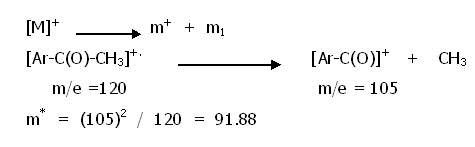 [M]⁺ ⟶ m⁺ + m₁
[Ar-C(O)-CH₃]⁺· ⟶ [Ar-C(O)]⁺ + CH₃
m/e =120 m/e = 105
m* = (105)² / 120 = 91.88